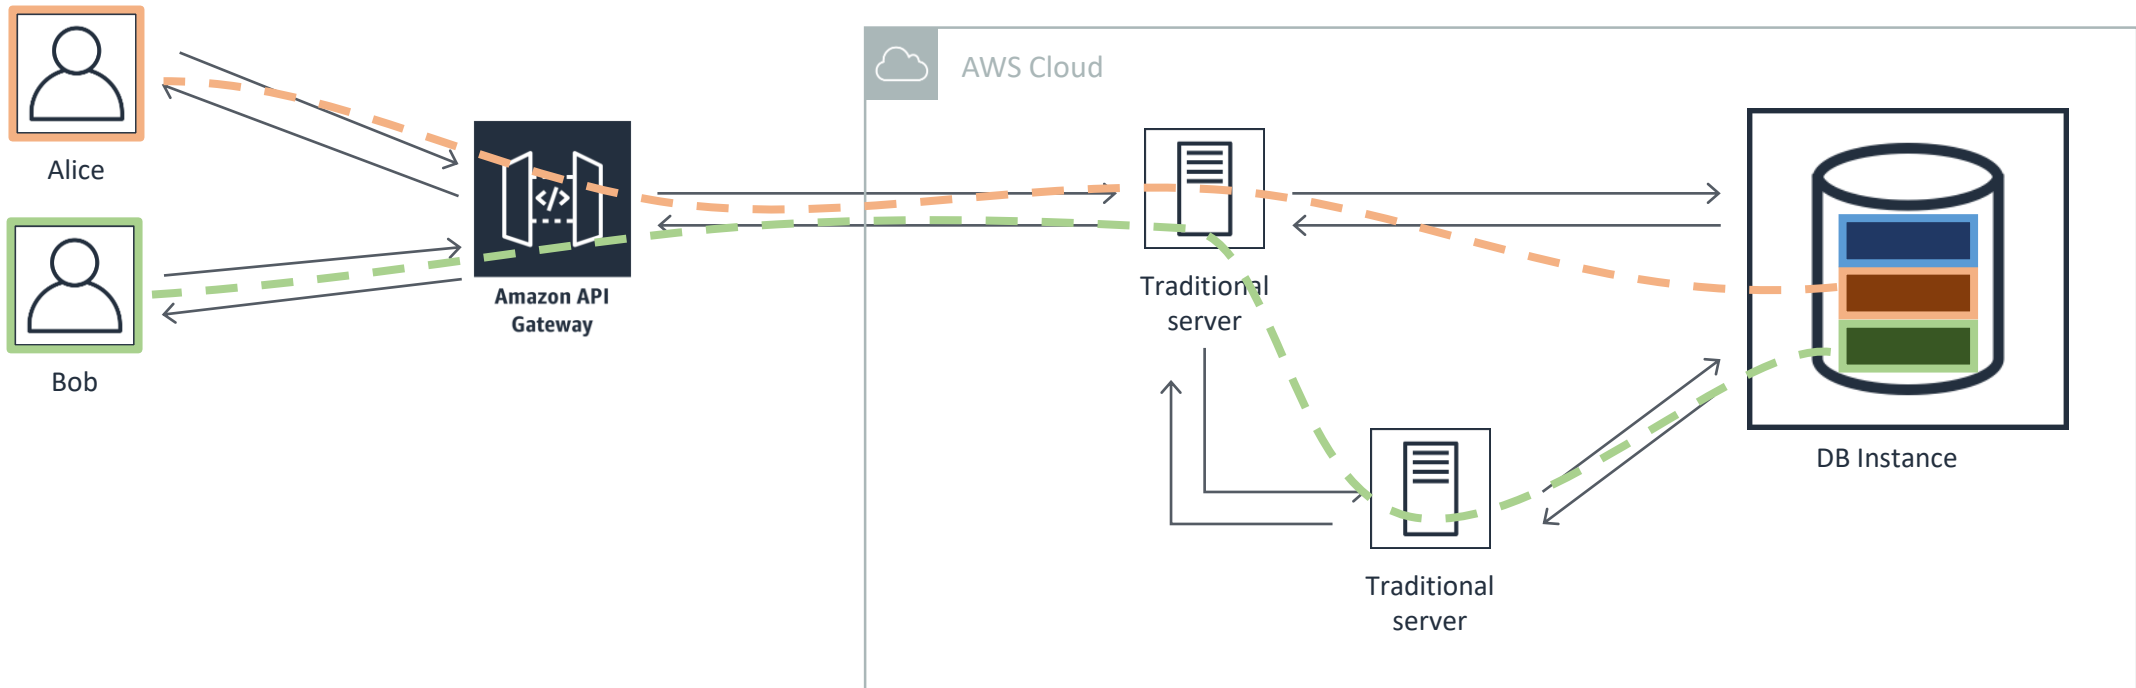 AWS Cloud
Alice
Bob
Amazon API
Gateway
</>
Traditional
server
DB Instance
Traditional
server